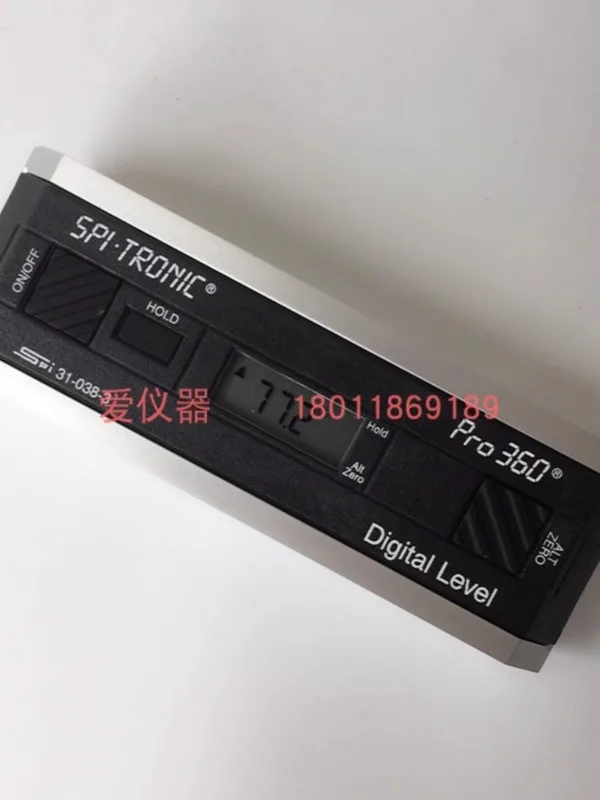 SPI-TRONIC®
ON/OFF
HOLD
SPi 31-038-3
77.2
Hold
Alt
Zero
Pro 360®
ALT
ZERO
Digital Level
爱仪器 18011869189